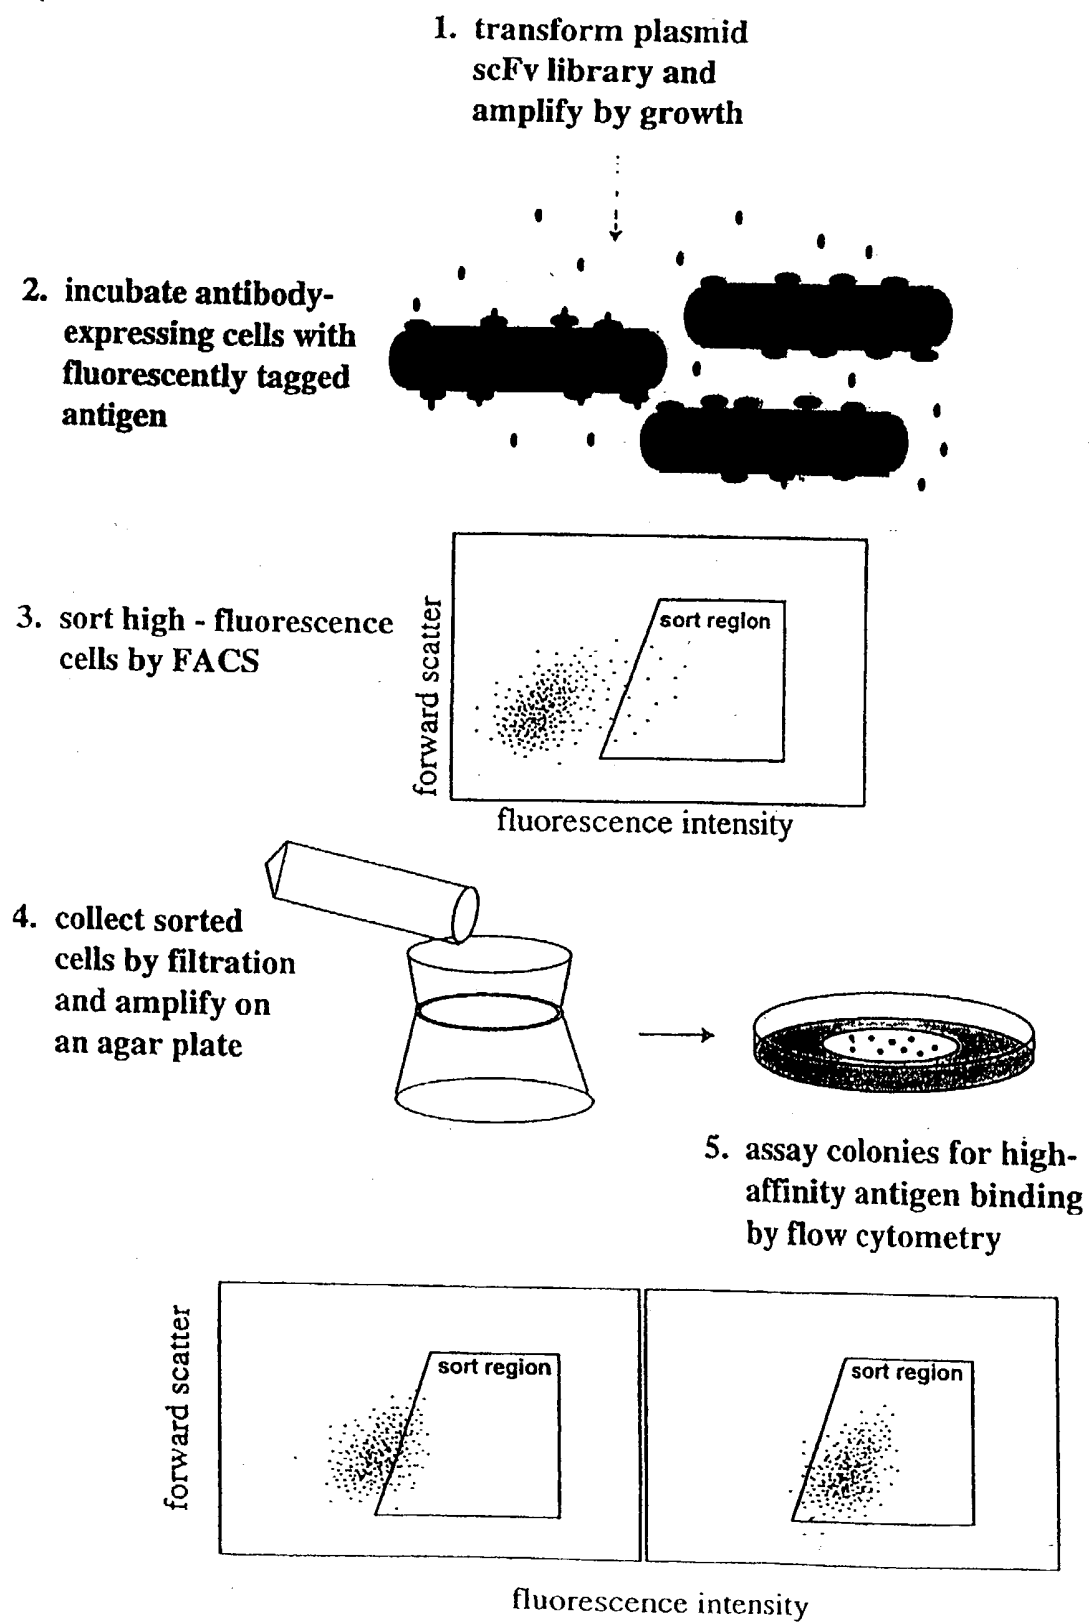 1. transform plasmid
scFv library and
amplify by growth
2. incubate antibody-
expressing cells with
fluorescently tagged
antigen
3. sort high - fluorescence
cells by FACS
forward scatter
sort region
fluorescence intensity
4. collect sorted
cells by filtration
and amplify on
an agar plate
5. assay colonies for high-
affinity antigen binding
by flow cytometry
forward scatter
sort region
sort region
fluorescence intensity